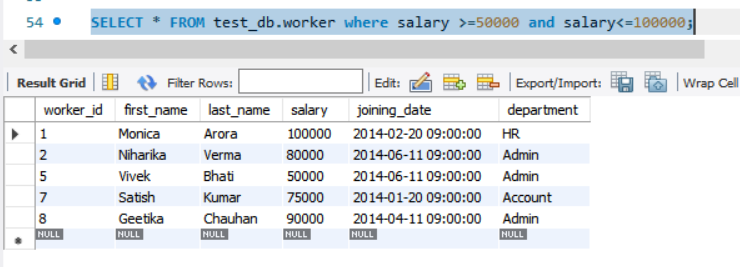 54 SELECT * FROM test_db.worker where salary >=50000 and salary<=100000;
Result Grid Filter Rows: Edit: Export/Import: Wrap Cell
worker_id first_name last_name salary joining_date department
1 Monica Arora 100000 2014-02-20 09:00:00 HR
2 Niharika Verma 80000 2014-06-11 09:00:00 Admin
5 Vivek Bhati 50000 2014-06-11 09:00:00 Admin
7 Satish Kumar 75000 2014-01-20 09:00:00 Account
8 Geetika Chauhan 90000 2014-04-11 09:00:00 Admin
NULL NULL NULL NULL NULL NULL